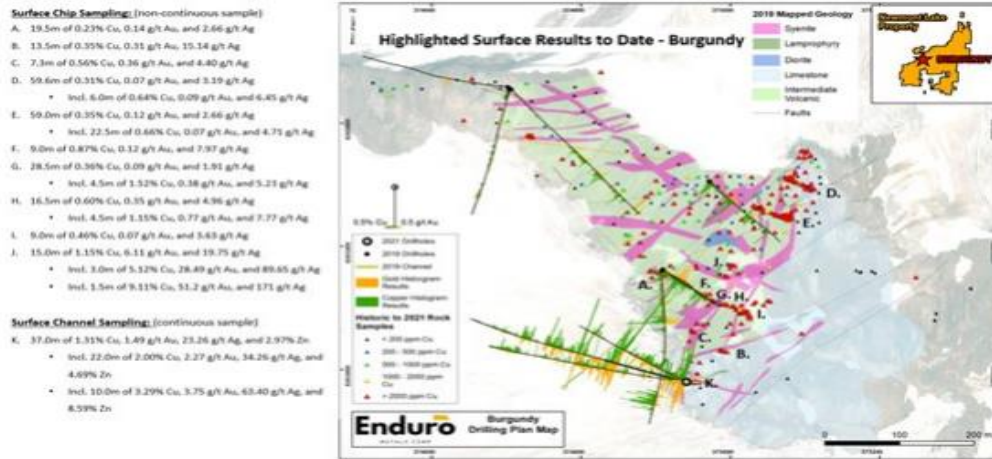 Surface Chip Sampling: (non-continuous sample)
A. 19.5m of 0.23% Cu, 0.14 g/t Au, and 2.66 g/t Ag
B. 13.5m of 0.35% Cu, 0.31 g/t Au, 15.14 g/t Ag
C. 7.3m of 0.56% Cu, 0.36 g/t Au, and 4.40 g/t Ag
D. 59.6m of 0.31% Cu, 0.07 g/t Au, and 3.19 g/t Ag
• Incl. 6.0m of 0.64% Cu, 0.09 g/t Au, and 6.45 g/t Ag
E. 59.0m of 0.35% Cu, 0.12 g/t Au, and 2.66 g/t Ag
• Incl. 22.5m of 0.66% Cu, 0.07 g/t Au, and 4.71 g/t Ag
F. 9.0m of 0.87% Cu, 0.12 g/t Au, and 7.97 g/t Ag
G. 28.5m of 0.36% Cu, 0.09 g/t Au, and 1.91 g/t Ag
• Incl. 4.5m of 1.52% Cu, 0.38 g/t Au, and 5.23 g/t Ag
H. 16.5m of 0.60% Cu, 0.35 g/t Au, and 4.96 g/t Ag
• Incl. 4.5m of 1.15% Cu, 0.77 g/t Au, and 7.77 g/t Ag
I. 9.0m of 0.46% Cu, 0.07 g/t Au, and 3.63 g/t Ag
J. 15.0m of 1.15% Cu, 6.11 g/t Au, and 19.75 g/t Ag
• Incl. 3.0m of 5.12% Cu, 28.49 g/t Au, and 89.65 g/t Ag
• Incl. 1.5m of 9.11% Cu, 51.2 g/t Au, and 171 g/t Ag
Surface Channel Sampling: (continuous sample)
K. 37.0m of 1.31% Cu, 1.49 g/t Au, 23.26 g/t Ag, and 2.97% Zn
• Incl. 22.0m of 2.00% Cu, 2.27 g/t Au, 34.26 g/t Ag, and
4.69% Zn
• Incl. 10.0m of 3.29% Cu, 3.75 g/t Au, 63.40 g/t Ag, and
8.59% Zn
Highlighted Surface Results to Date - Burgundy
2019 Mapped Geology
Syenite
Lamprophyry
Diorite
Limestone
Intermediate
Volcanic
Faults
Newmont Lake
Property
BURGUNDY
D.
E.
J.
A.
F.
G.
H.
I.
C.
B.
K.
0.5% Cu
0.5 g/t Au
2021 Drillholes
2019 Drillholes
2019 Channel
Gold Histogram
Results
Copper Histogram
Results
Historic to 2021 Rock
Samples
< 200 ppm Cu
200 - 500 ppm Cu
500 - 1000 ppm Cu
1000 - 2000 ppm
Cu
> 2000 ppm Cu
Enduro
METALS CORP
Burgundy
Drilling Plan Map
0
100
200 m